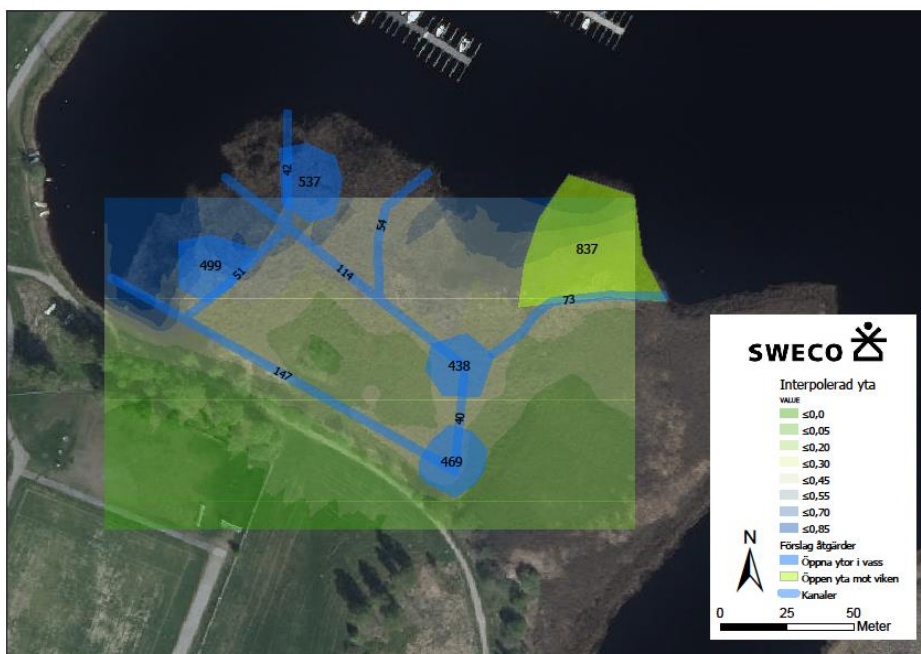 42
537
54
499
51
114
837
73
438
147
40
469
SWECO
Interpolerad yta
VALUE
≤0,0
≤0,05
≤0,20
≤0,30
≤0,45
≤0,55
≤0,70
≤0,85
Förslag åtgärder
Öppna ytor i vass
Öppen yta mot viken
Kanaler
N
0 25 50
Meter